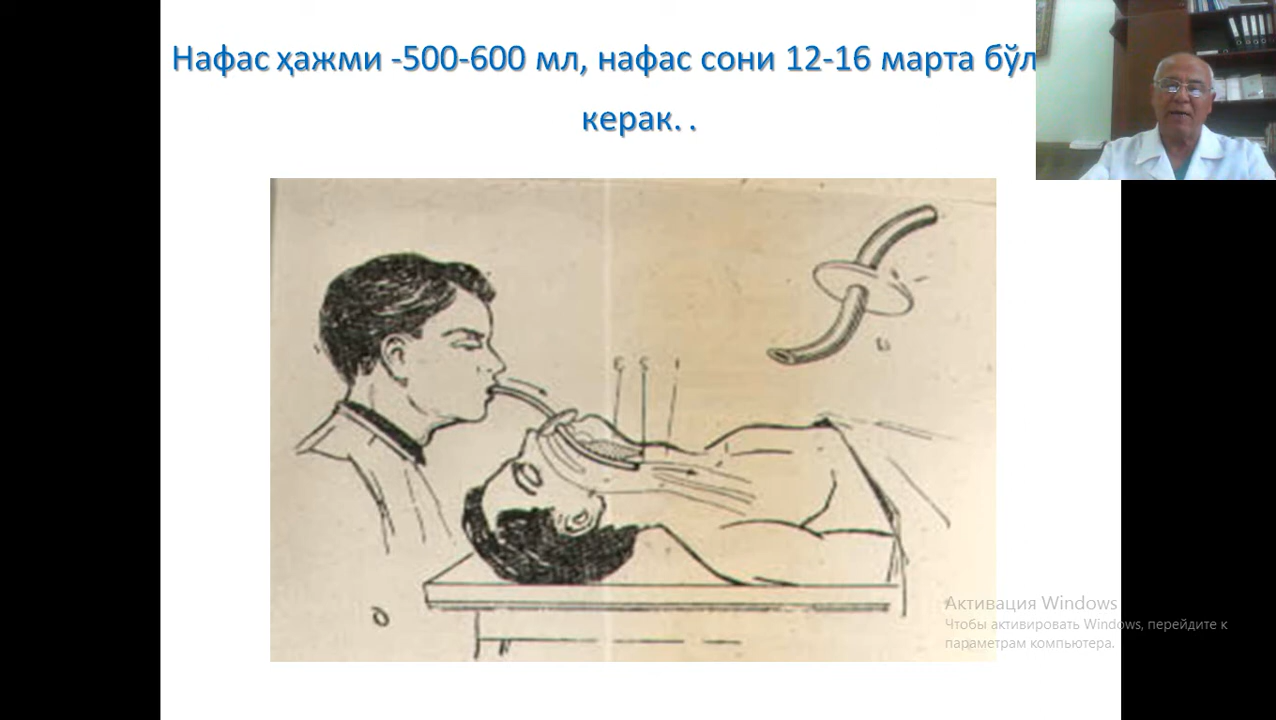 Нафас ҳажми -500-600 мл, нафас сони 12-16 марта
керак. .
Активация Windows
Чтобы активировать Windows, перейдите к
параметрам компьютера.